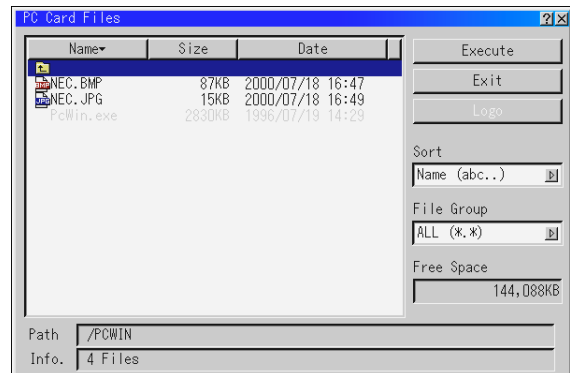 PC Card Files
Name Size Date
NEC.BMP 87KB 2000/07/18 16:47
NEC.JPG 15KB 2000/07/18 16:49
PcWin.exe 2830KB 1996/07/19 14:29
Execute
Exit
Logo
Sort
Name (abc..)
File Group
ALL (*.*)
Free Space
144,088KB
Path /PCWIN
Info. 4 Files